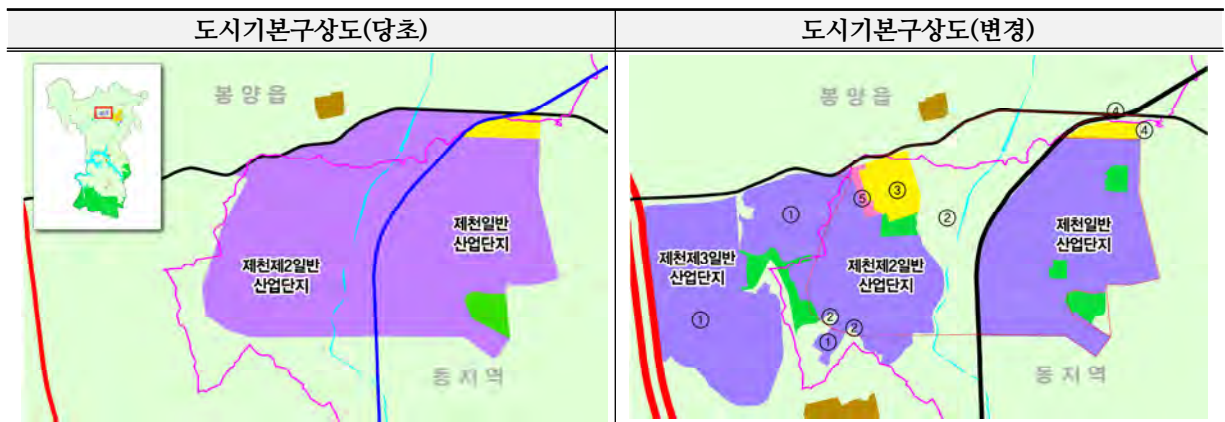 도시기본구상도(당초)
도시기본구상도(변경)
봉양읍
제천제2일반
산업단지
제천일반
산업단지
동지역
봉양읍
④
④
③
⑤
①
②
제천일반
산업단지
제천제3일반
산업단지
제천제2일반
산업단지
①
②
②
①
동지역